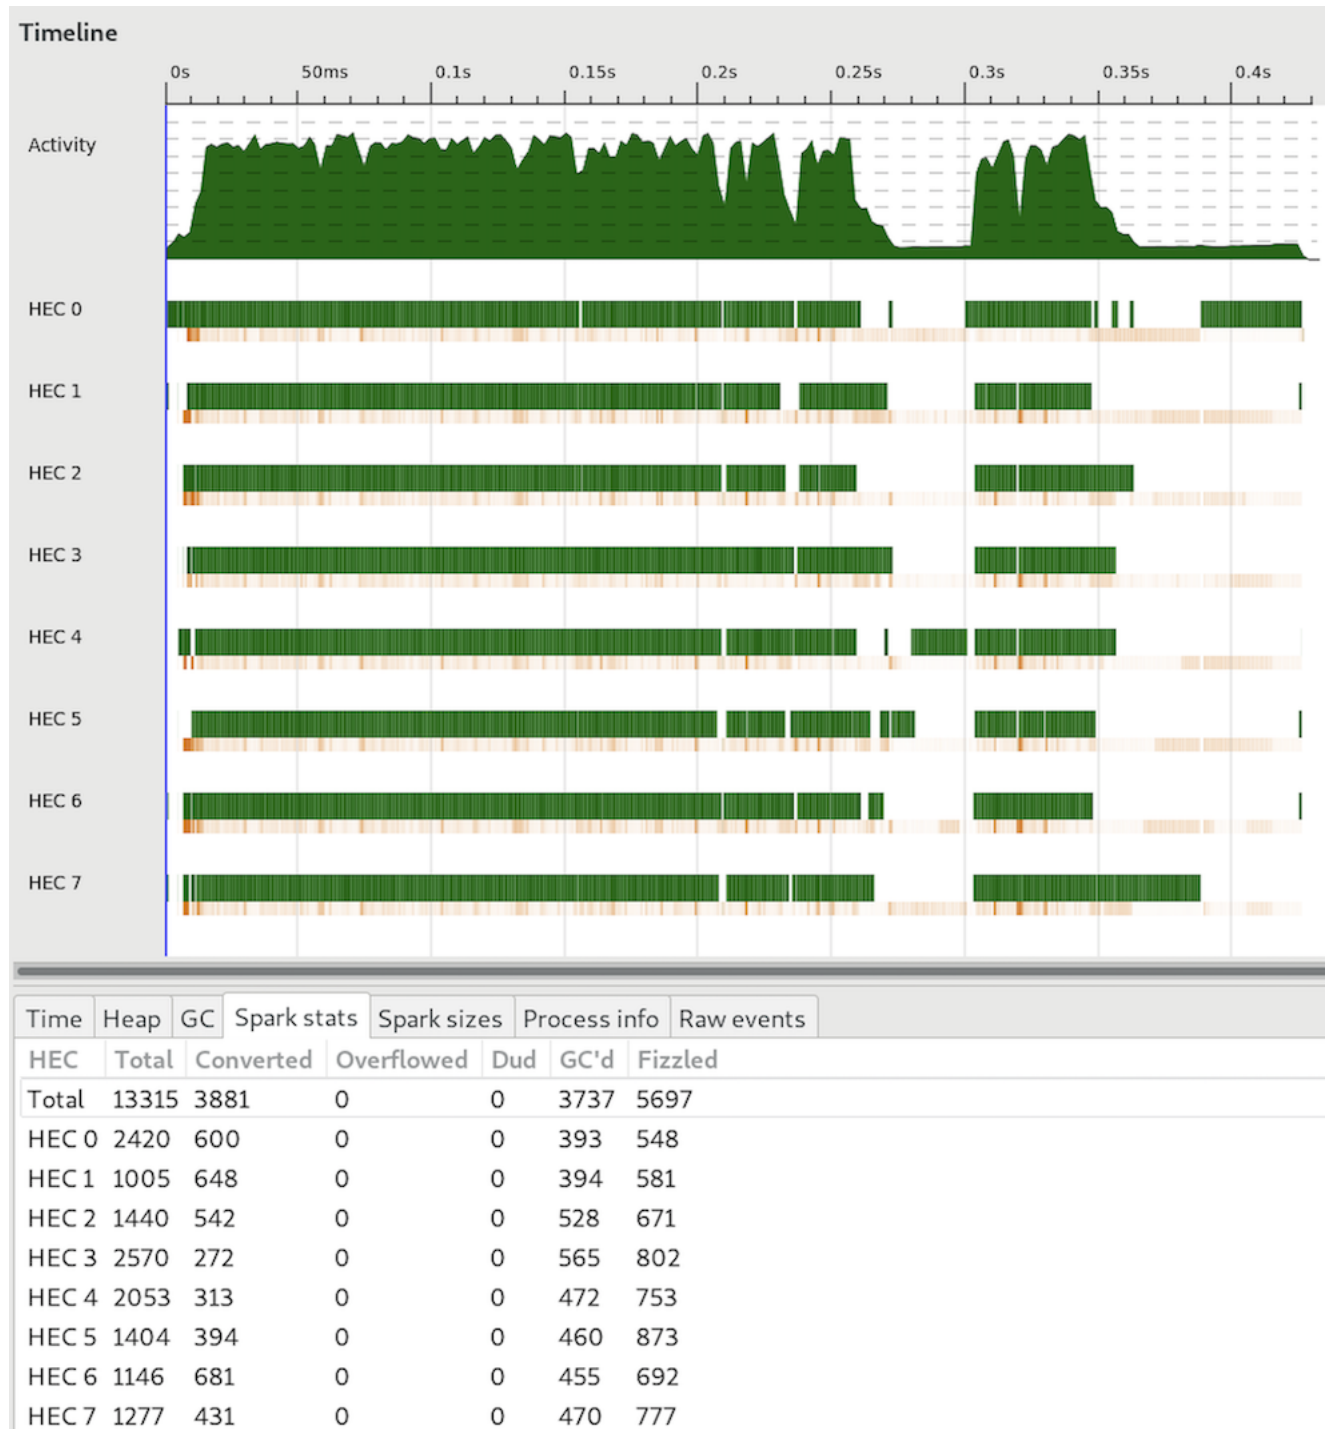 Timeline
0s 50ms 0.1s 0.15s 0.2s 0.25s 0.3s 0.35s 0.4s
Activity
HEC 0
HEC 1
HEC 2
HEC 3
HEC 4
HEC 5
HEC 6
HEC 7
Time Heap GC Spark stats Spark sizes Process info Raw events
HEC Total Converted Overflowed Dud GC'd Fizzled
Total 13315 3881 0 0 3737 5697
HEC 0 2420 600 0 0 393 548
HEC 1 1005 648 0 0 394 581
HEC 2 1440 542 0 0 528 671
HEC 3 2570 272 0 0 565 802
HEC 4 2053 313 0 0 472 753
HEC 5 1404 394 0 0 460 873
HEC 6 1146 681 0 0 455 692
HEC 7 1277 431 0 0 470 777